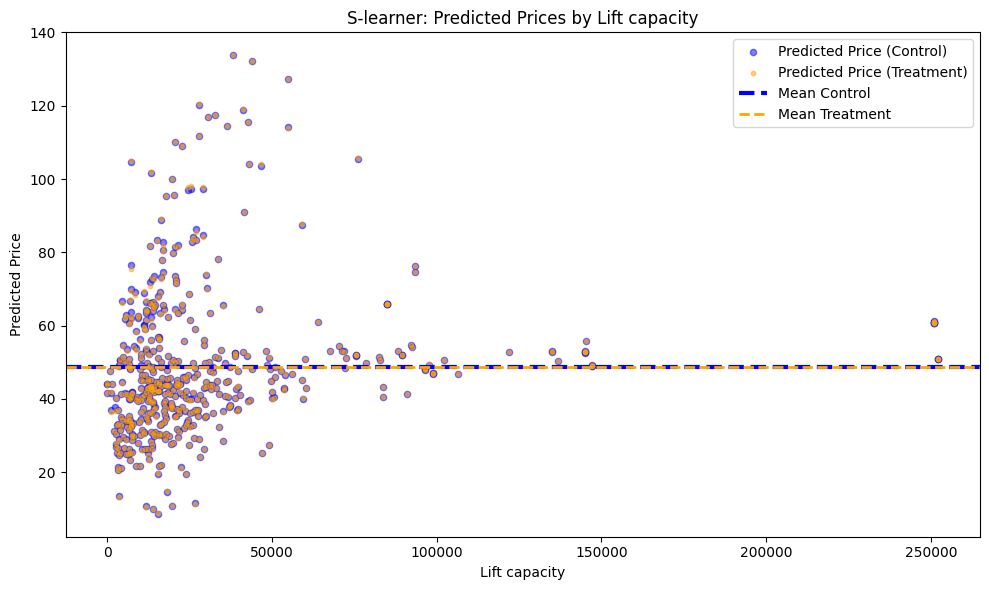 S-learner: Predicted Prices by Lift capacity
Predicted Price
140
120
100
80
60
40
20
Predicted Price (Control)
Predicted Price (Treatment)
Mean Control
Mean Treatment
0 50000 100000 150000 200000 250000
Lift capacity